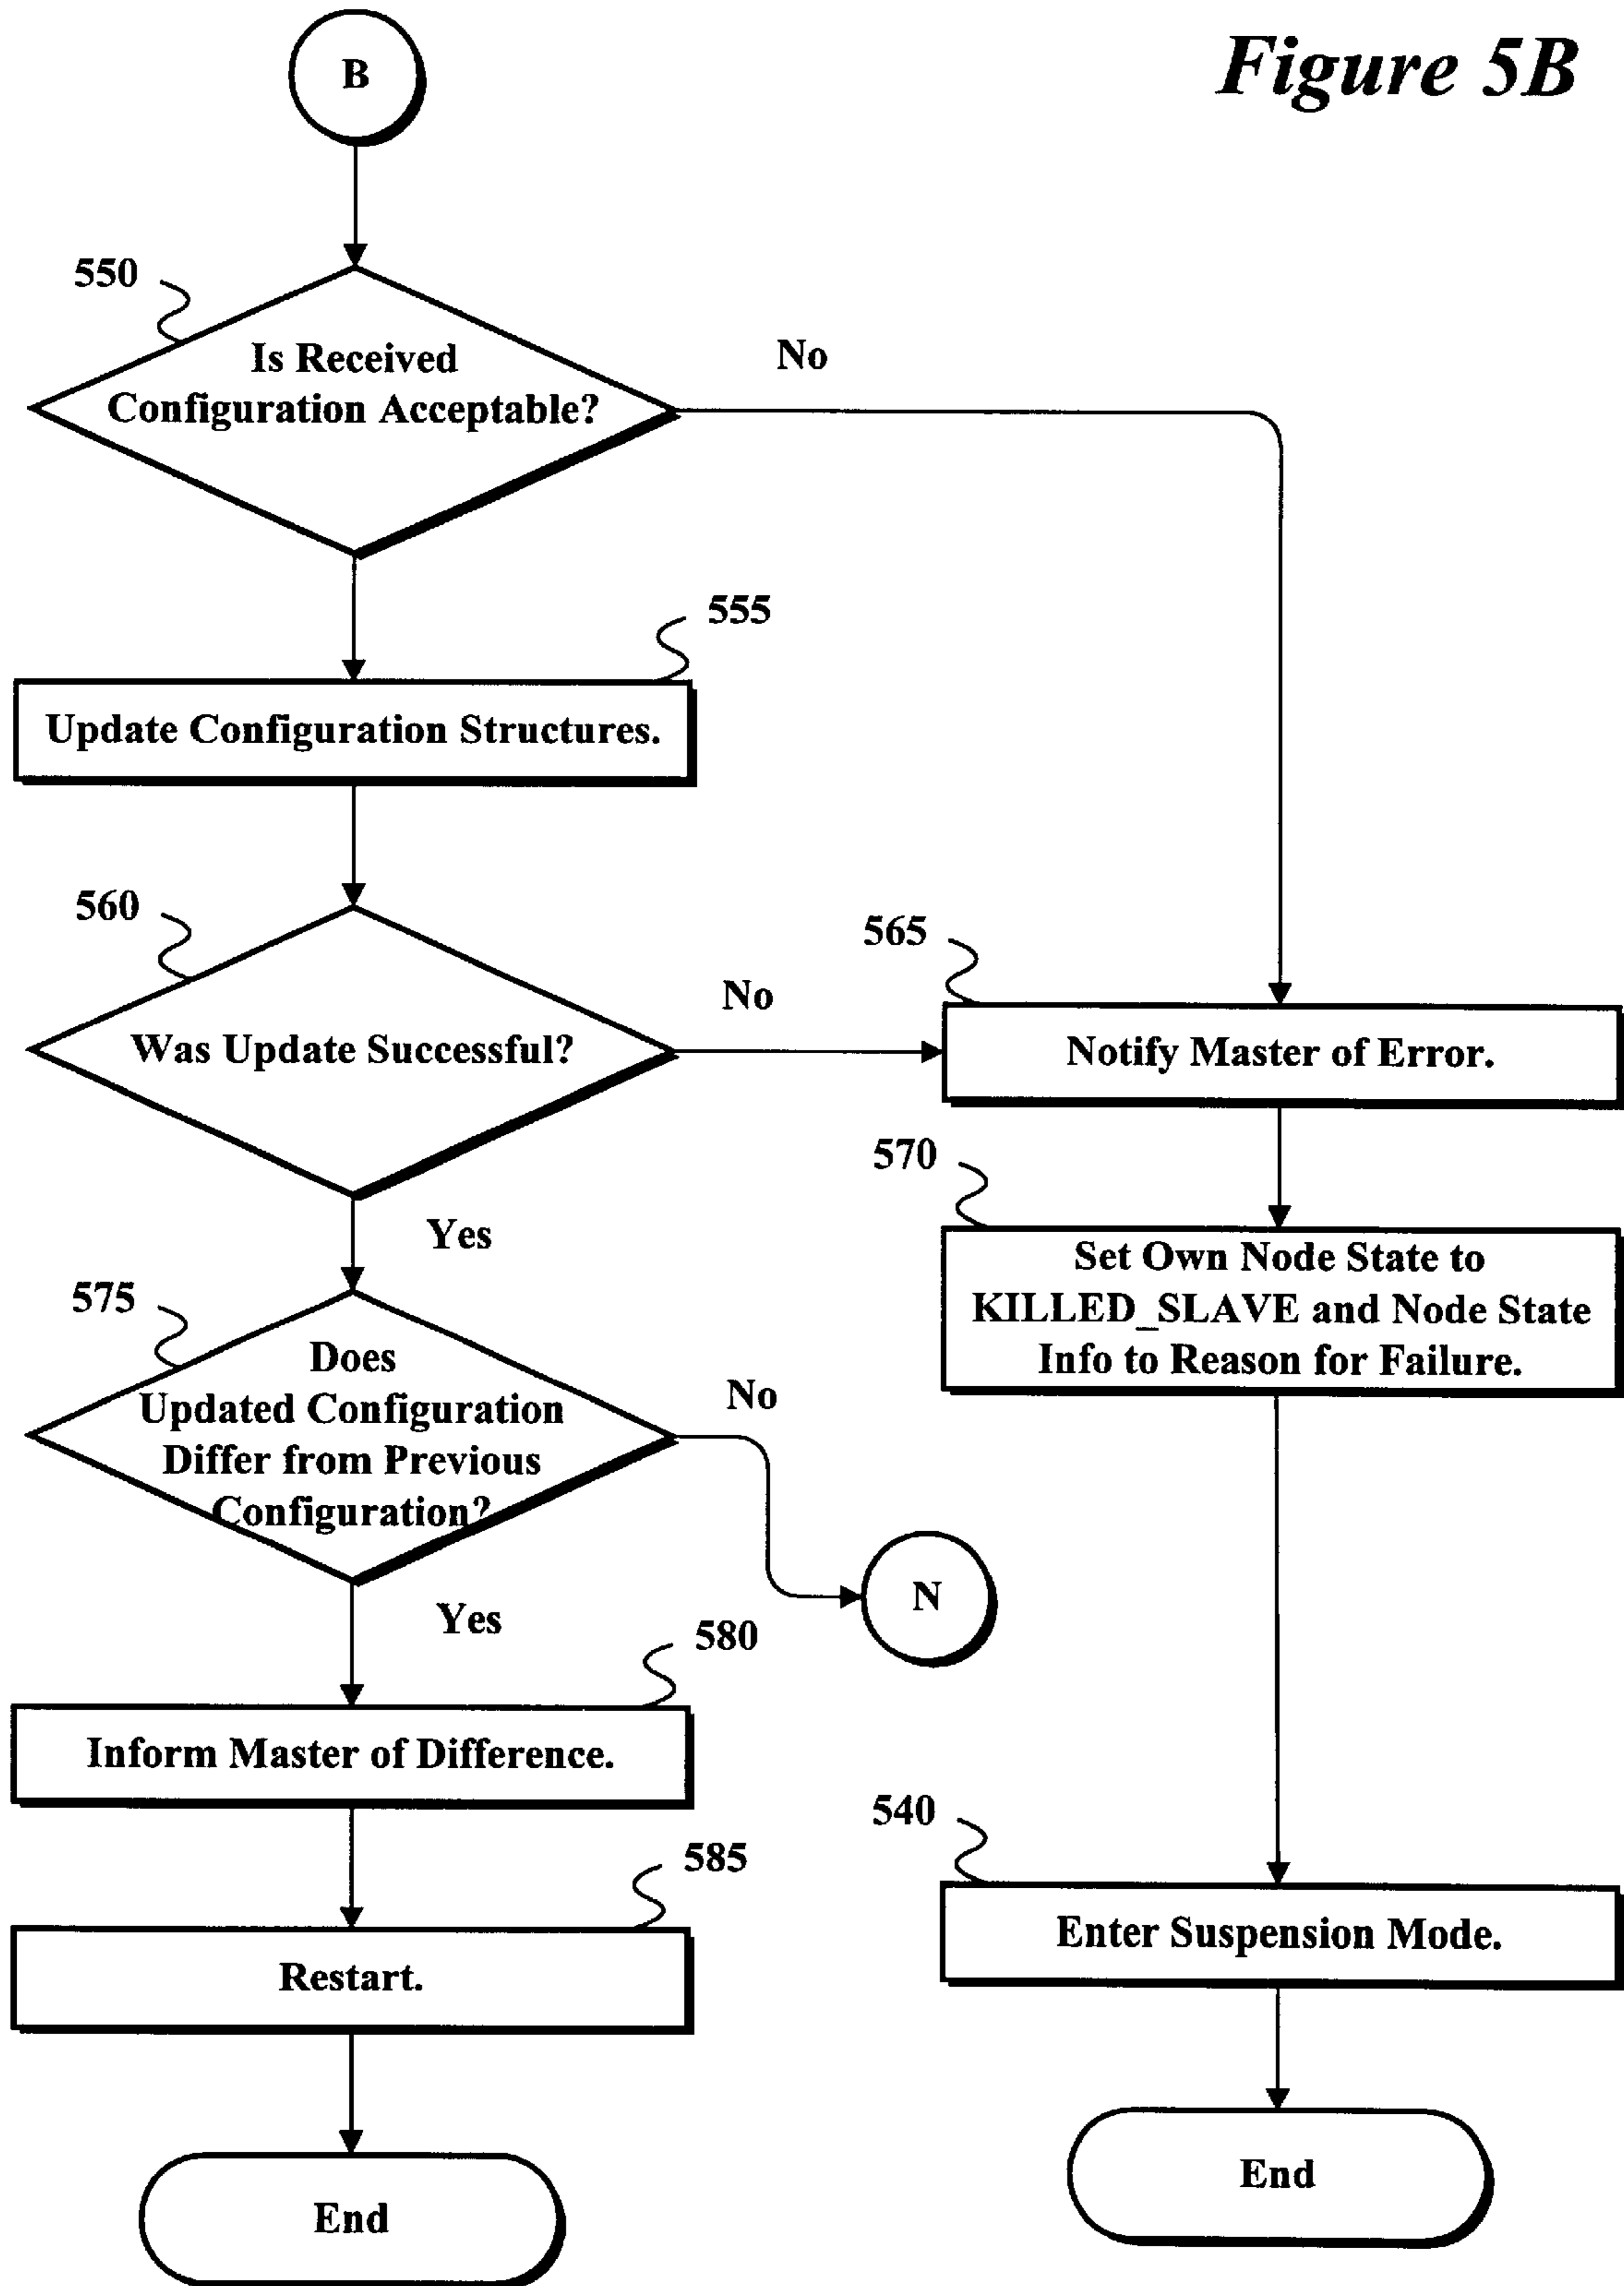 Figure 5B
B
550
Is Received
Configuration Acceptable?
No
555
Update Configuration Structures.
560
Was Update Successful?
No
565
Notify Master of Error.
Yes
570
Set Own Node State to
KILLED_SLAVE and Node State
Info to Reason for Failure.
575
Does
Updated Configuration
Differ from Previous
Configuration?
No
N
Yes
580
Inform Master of Difference.
585
Restart.
540
Enter Suspension Mode.
End
End